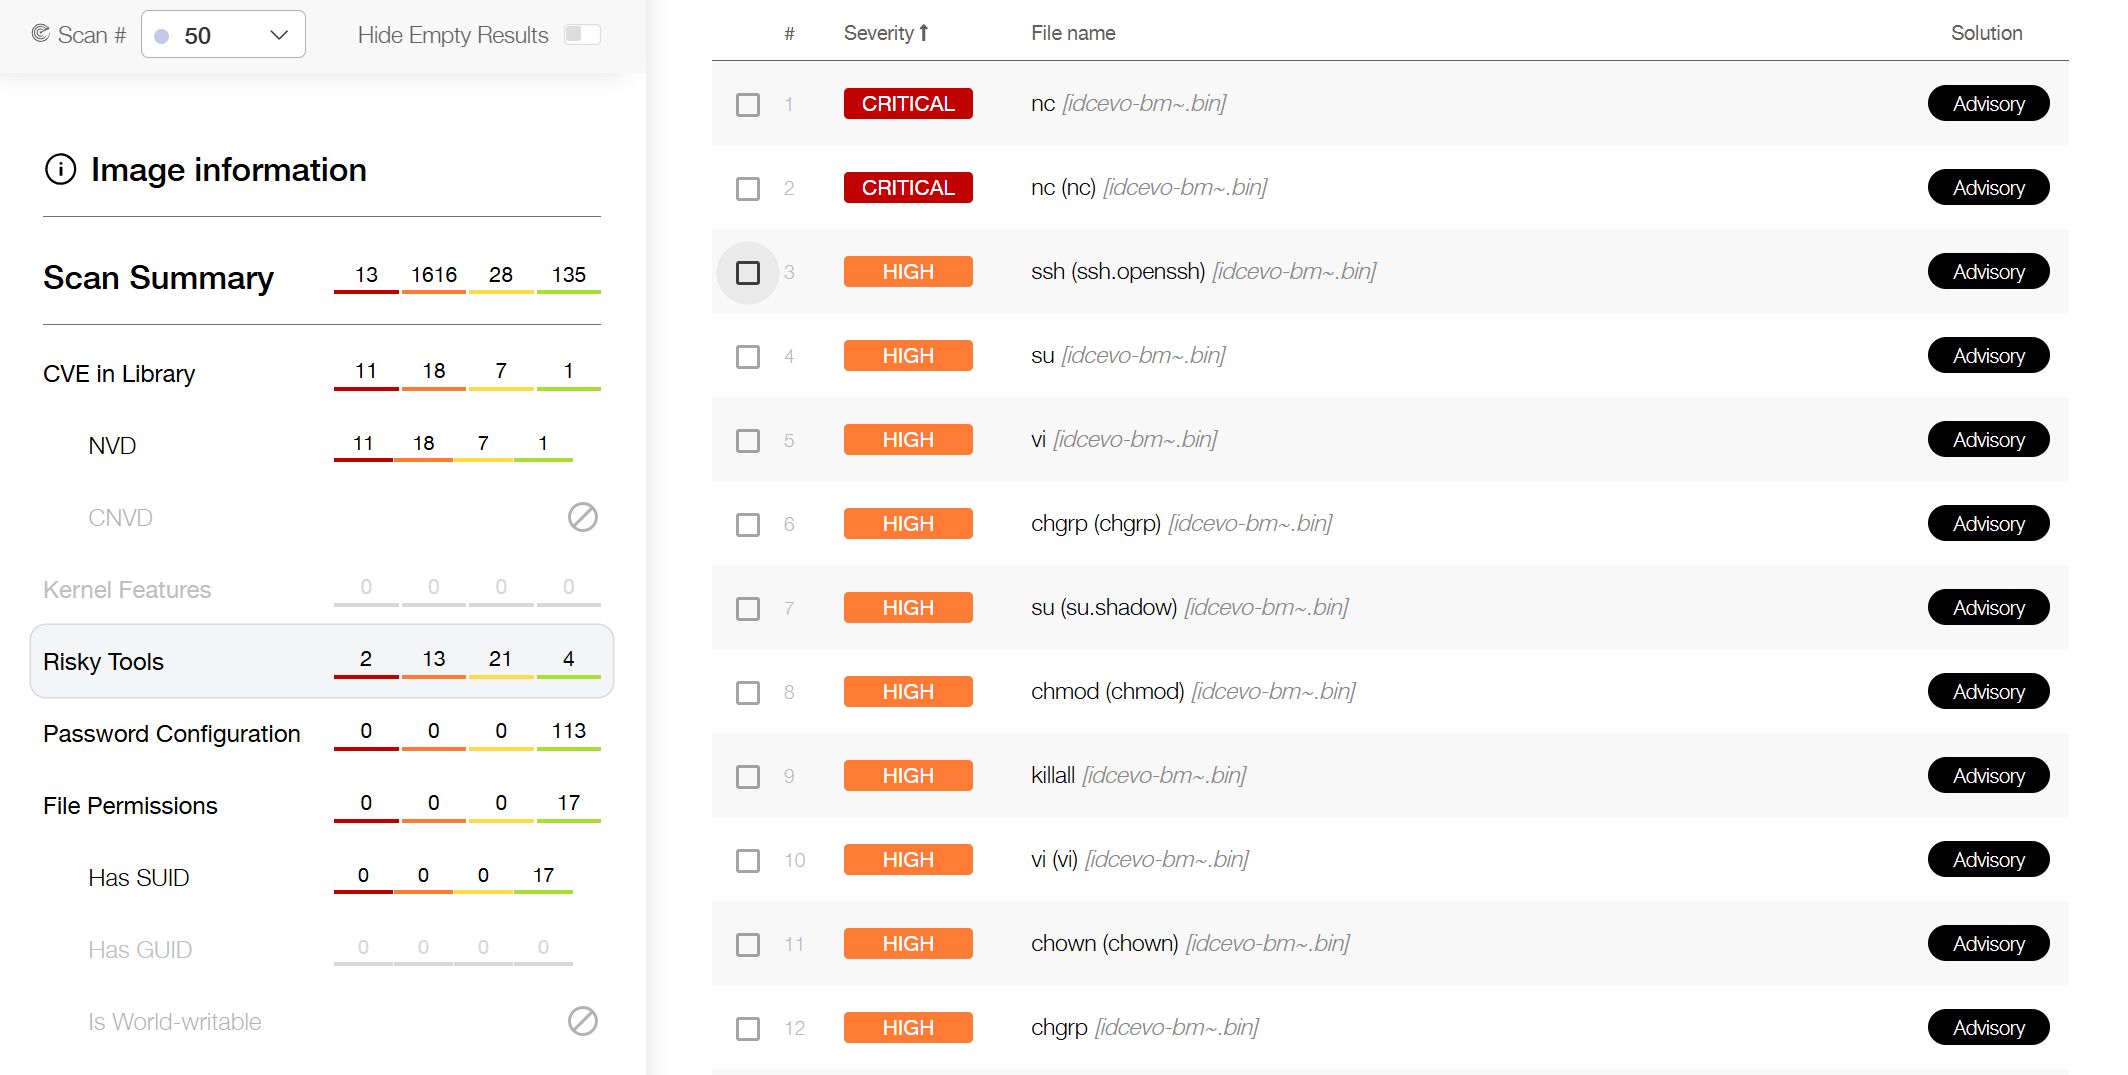 Scan # 50 Hide Empty Results
Image information
Scan Summary 13 1616 28 135
CVE in Library 11 18 7 1
NVD 11 18 7 1
CNVD
Kernel Features 0 0 0 0
Risky Tools 2 13 21 4
Password Configuration 0 0 0 113
File Permissions 0 0 0 17
Has SUID 0 0 0 17
Has GUID 0 0 0 0
Is World-writable
# Severity File name Solution
1 CRITICAL nc [idcevo-bm~.bin] Advisory
2 CRITICAL nc (nc) [idcevo-bm~.bin] Advisory
3 HIGH ssh (ssh.openssh) [idcevo-bm~.bin] Advisory
4 HIGH su [idcevo-bm~.bin] Advisory
5 HIGH vi [idcevo-bm~.bin] Advisory
6 HIGH chgrp (chgrp) [idcevo-bm~.bin] Advisory
7 HIGH su (su.shadow) [idcevo-bm~.bin] Advisory
8 HIGH chmod (chmod) [idcevo-bm~.bin] Advisory
9 HIGH killall [idcevo-bm~.bin] Advisory
10 HIGH vi (vi) [idcevo-bm~.bin] Advisory
11 HIGH chown (chown) [idcevo-bm~.bin] Advisory
12 HIGH chgrp [idcevo-bm~.bin] Advisory